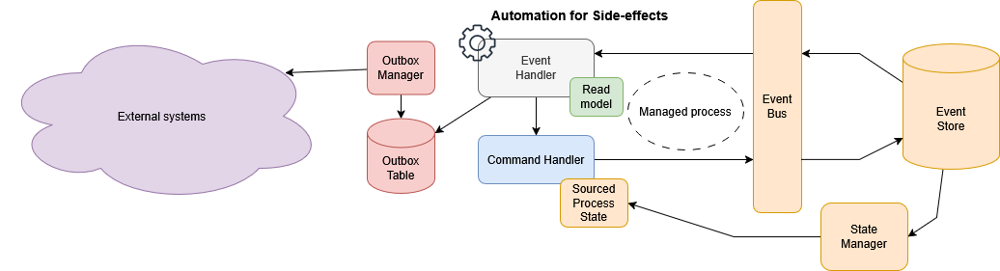 Automation for Side-effects
External systems
Outbox
Manager
Event
Handler
Read
model
Managed process
Event
Bus
Event
Store
Outbox
Table
Command Handler
Sourced
Process
State
State
Manager